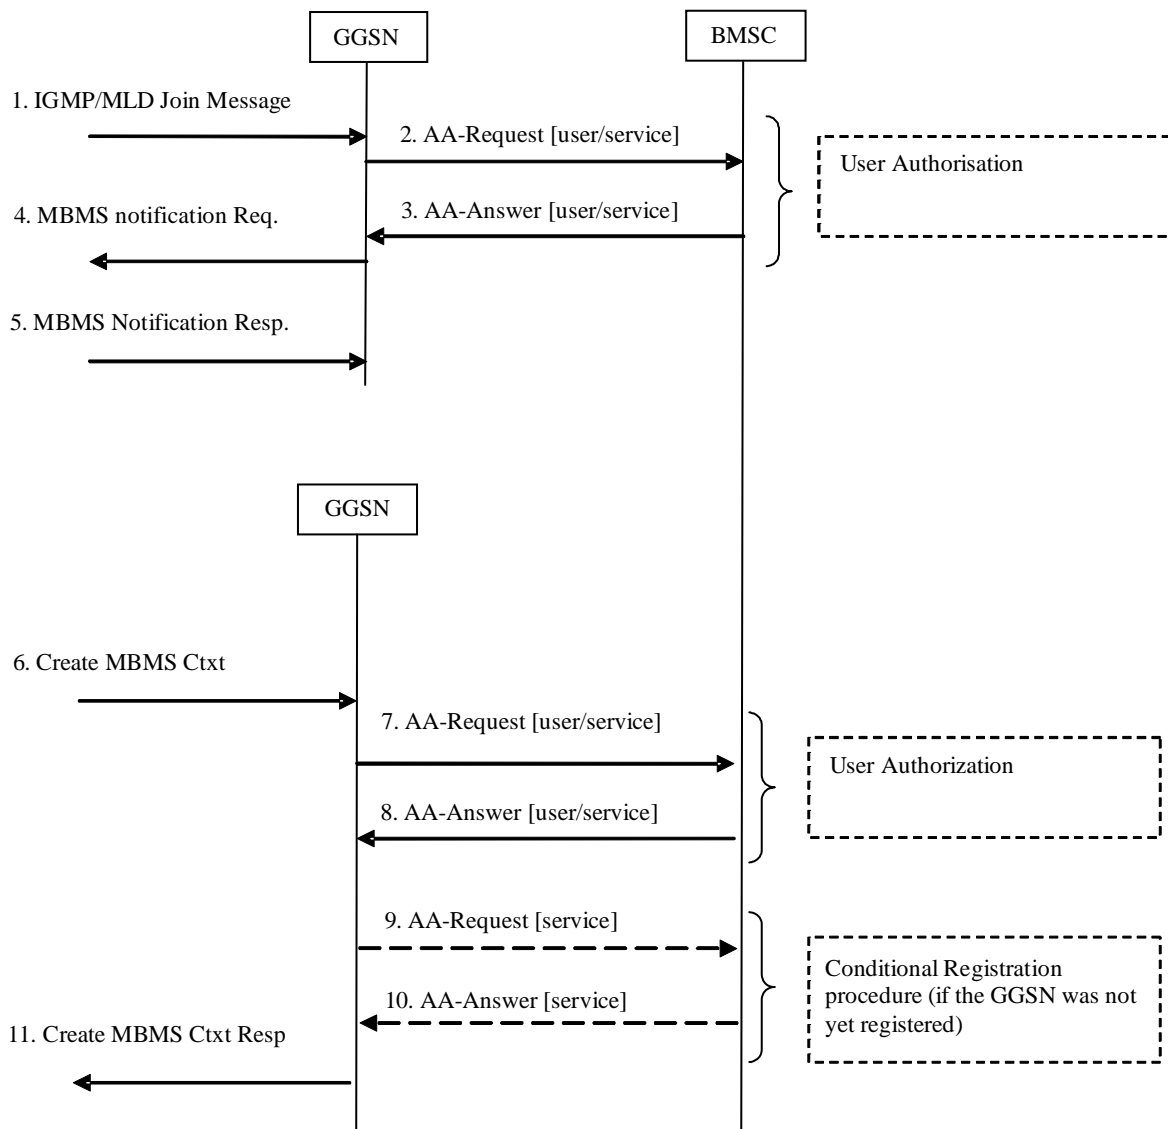 GGSN
BMSC
1. IGMP/MLD Join Message
2. AA-Request [user/service]
User Authorisation
3. AA-Answer [user/service]
4. MBMS notification Req.
5. MBMS Notification Resp.
GGSN
6. Create MBMS Ctxt
7. AA-Request [user/service]
User Authorization
8. AA-Answer [user/service]
9. AA-Request [service]
Conditional Registration
procedure (if the GGSN was not
yet registered)
10. AA-Answer [service]
11. Create MBMS Ctxt Resp